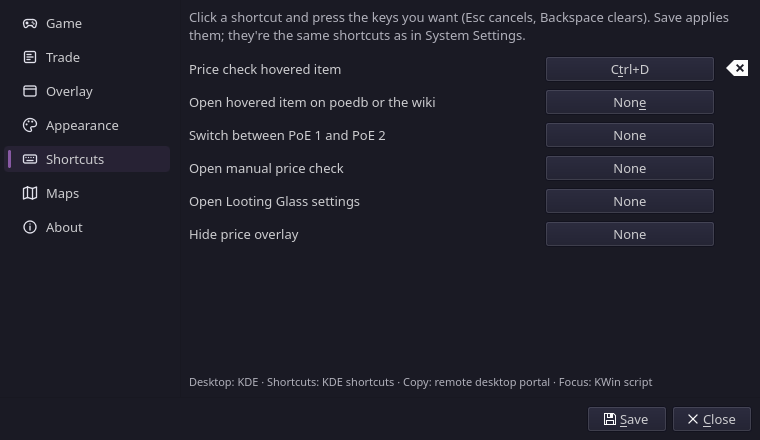 Game
Trade
Overlay
Appearance
Shortcuts
Maps
About
Click a shortcut and press the keys you want (Esc cancels, Backspace clears). Save applies
them; they're the same shortcuts as in System Settings.
Price check hovered item Ctrl+D
Open hovered item on poedb or the wiki None
Switch between PoE 1 and PoE 2 None
Open manual price check None
Open Looting Glass settings None
Hide price overlay None
Desktop: KDE · Shortcuts: KDE shortcuts · Copy: remote desktop portal · Focus: KWin script
Save Close